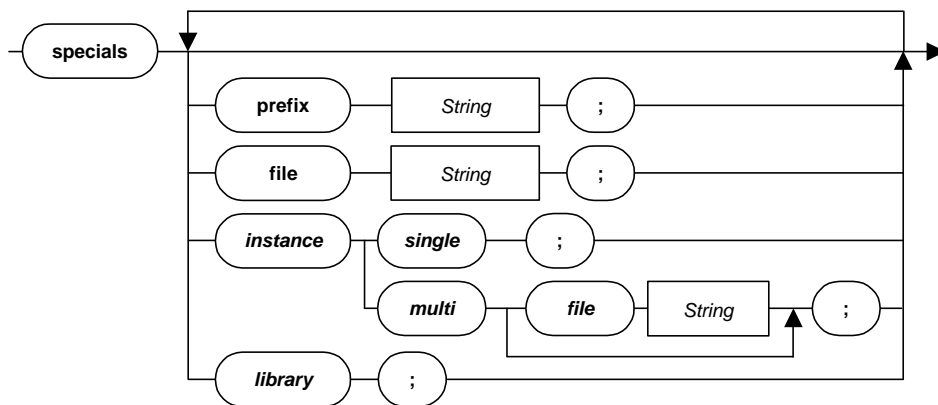 specials
prefix String ;
file String ;
instance single ;
multi file String ;
library ;